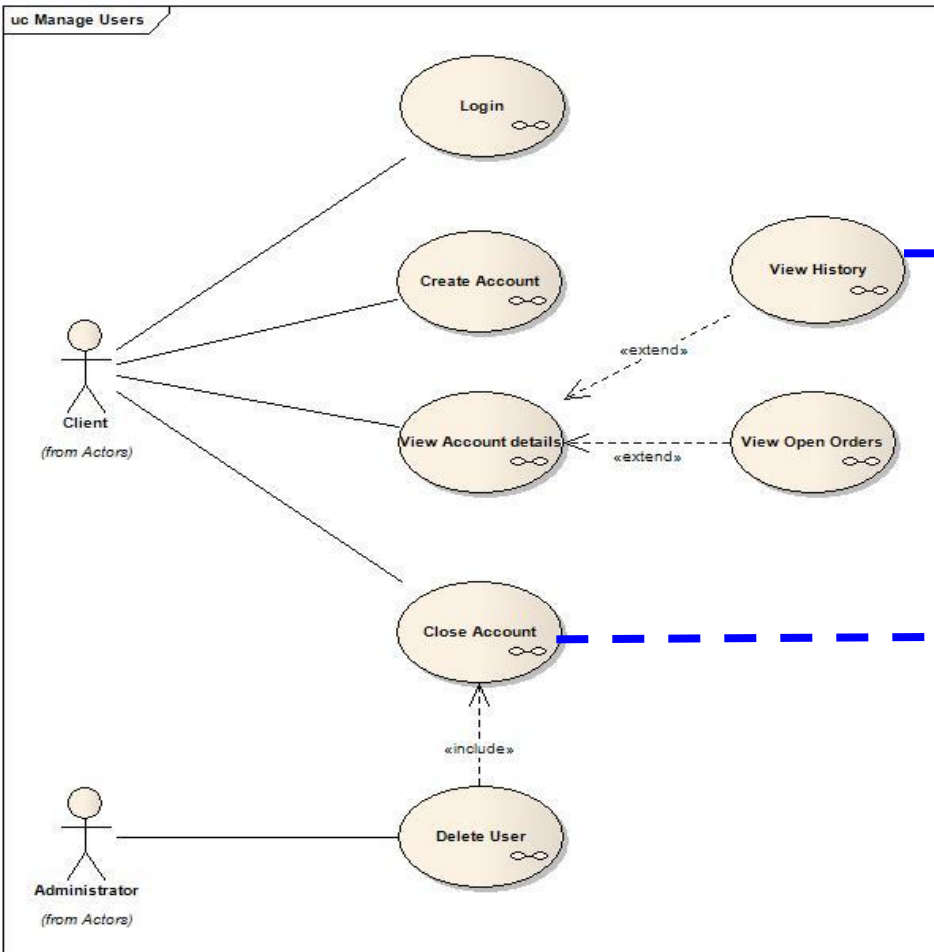 uc Manage Users
Login
Create Account
View History
«extend»
Client
(from Actors)
View Account details
«extend»
View Open Orders
Close Account
«include»
Delete User
Administrator
(from Actors)